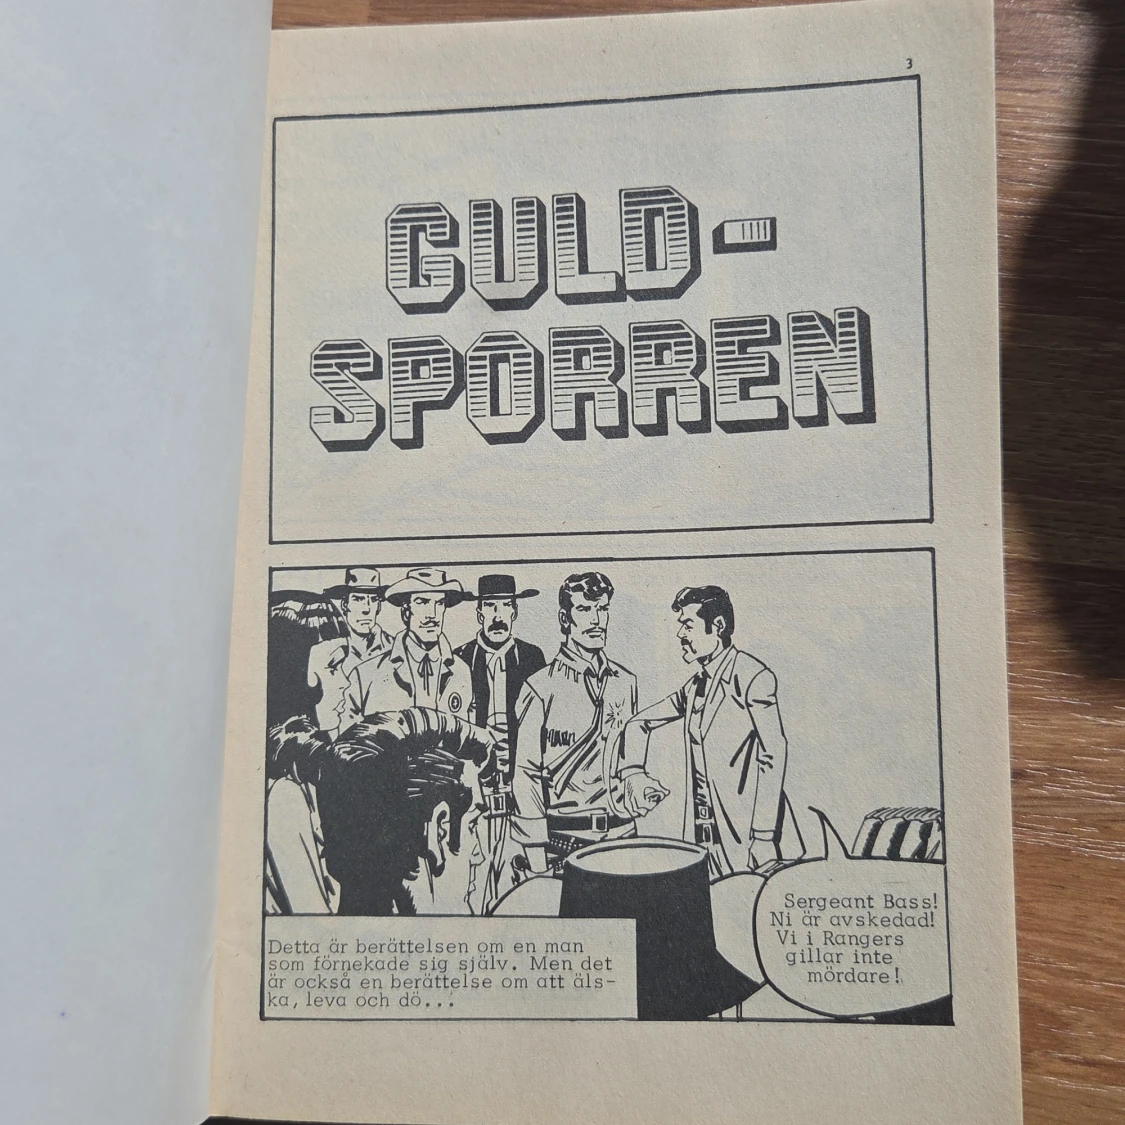 3
GULD-
SPORREN
Detta är berättelsen om en man
som förnekade sig själv. Men det
är också en berättelse om att äls-
ka, leva och dö...
Sergeant Bass!
Ni är avskedad!
Vi i Rangers
gillar inte
mördare!